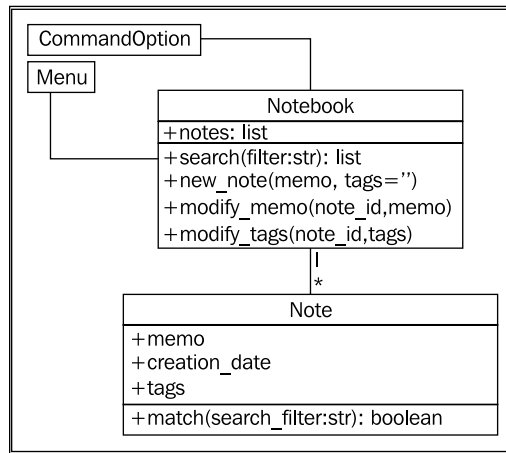 CommandOption
Menu
Notebook
+notes: list
+search(filter:str): list
+new_note(memo, tags='')
+modify_memo(note_id,memo)
+modify_tags(note_id,tags)
1
*
Note
+memo
+creation_date
+tags
+match(search_filter:str): boolean